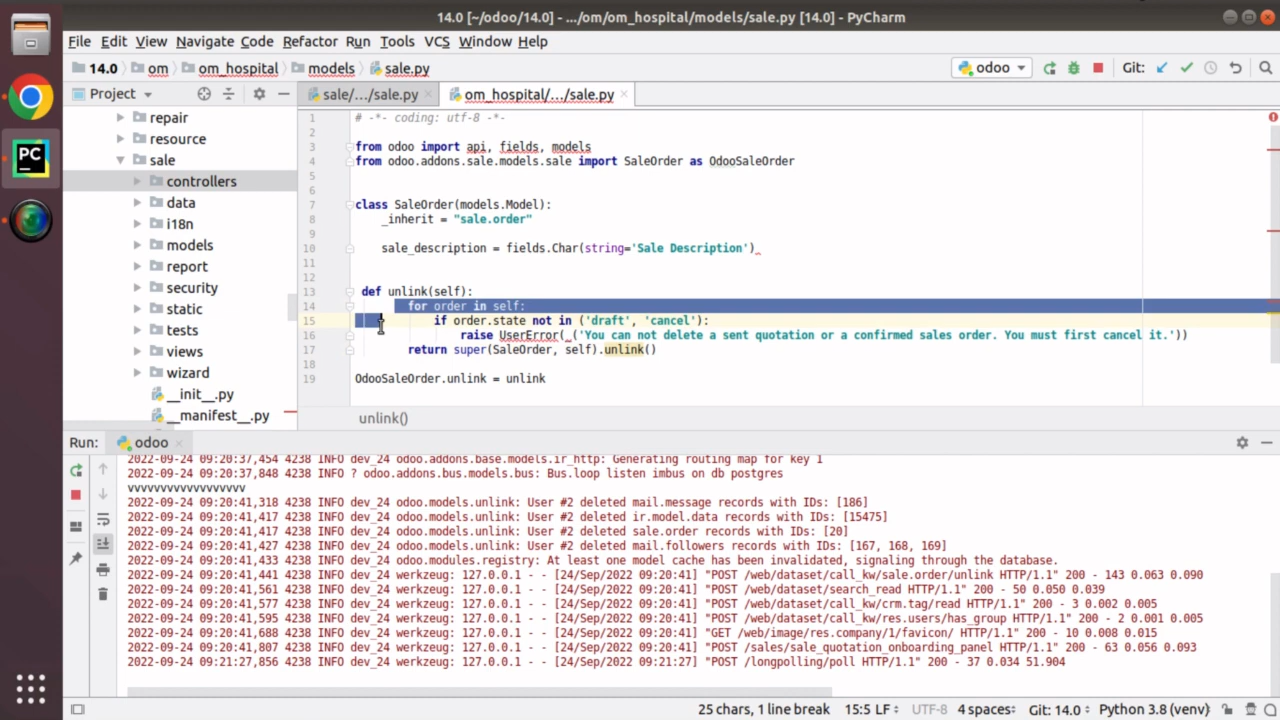 14.0 [~/odoo/14.0] - .../om/om_hospital/models/sale.py [14.0] - PyCharm
File Edit View Navigate Code Refactor Run Tools VCS Window Help
14.0 om om_hospital models sale.py odoo Git:
Project sale/.../sale.py om_hospital/.../sale.py
repair
resource
sale
controllers
data
i18n
models
report
security
static
tests
views
wizard
__init__.py
__manifest__.py
1 # -*- coding: utf-8 -*-
2
3 from odoo import api, fields, models
4 from odoo.addons.sale.models.sale import SaleOrder as OdooSaleOrder
5
6
7 class SaleOrder(models.Model):
8 _inherit = "sale.order"
9
10 sale_description = fields.Char(string='Sale Description')
11
12
13 def unlink(self):
14 for order in self:
15 if order.state not in ('draft', 'cancel'):
16 raise UserError(_('You can not delete a sent quotation or a confirmed sales order. You must first cancel it.'))
17 return super(SaleOrder, self).unlink()
18
19 OdooSaleOrder.unlink = unlink
unlink()
Run: odoo
2022-09-24 09:20:37,454 4238 INFO dev_24 odoo.addons.base.models.ir_http: Generating routing map for key 1
2022-09-24 09:20:37,848 4238 INFO ? odoo.addons.bus.models.bus: Bus.loop listen imbus on db postgres
vvvvvvvvvvvvvvvvvv
2022-09-24 09:20:41,318 4238 INFO dev_24 odoo.models.unlink: User #2 deleted mail.message records with IDs: [186]
2022-09-24 09:20:41,417 4238 INFO dev_24 odoo.models.unlink: User #2 deleted ir.model.data records with IDs: [15475]
2022-09-24 09:20:41,417 4238 INFO dev_24 odoo.models.unlink: User #2 deleted sale.order records with IDs: [20]
2022-09-24 09:20:41,427 4238 INFO dev_24 odoo.models.unlink: User #2 deleted mail.followers records with IDs: [167, 168, 169]
2022-09-24 09:20:41,433 4238 INFO dev_24 odoo.modules.registry: At least one model cache has been invalidated, signaling through the database.
2022-09-24 09:20:41,441 4238 INFO dev_24 werkzeug: 127.0.0.1 - - [24/Sep/2022 09:20:41] "POST /web/dataset/call_kw/sale.order/unlink HTTP/1.1" 200 - 143 0.063 0.090
2022-09-24 09:20:41,561 4238 INFO dev_24 werkzeug: 127.0.0.1 - - [24/Sep/2022 09:20:41] "POST /web/dataset/search_read HTTP/1.1" 200 - 50 0.050 0.039
2022-09-24 09:20:41,577 4238 INFO dev_24 werkzeug: 127.0.0.1 - - [24/Sep/2022 09:20:41] "POST /web/dataset/call_kw/crm.tag/read HTTP/1.1" 200 - 3 0.002 0.005
2022-09-24 09:20:41,595 4238 INFO dev_24 werkzeug: 127.0.0.1 - - [24/Sep/2022 09:20:41] "POST /web/dataset/call_kw/res.users/has_group HTTP/1.1" 200 - 2 0.001 0.005
2022-09-24 09:20:41,688 4238 INFO dev_24 werkzeug: 127.0.0.1 - - [24/Sep/2022 09:20:41] "GET /web/image/res.company/1/favicon/ HTTP/1.1" 200 - 10 0.008 0.015
2022-09-24 09:20:41,807 4238 INFO dev_24 werkzeug: 127.0.0.1 - - [24/Sep/2022 09:20:41] "POST /sales/sale_quotation_onboarding_panel HTTP/1.1" 200 - 63 0.056 0.093
2022-09-24 09:21:27,856 4238 INFO dev_24 werkzeug: 127.0.0.1 - - [24/Sep/2022 09:21:27] "POST /longpolling/poll HTTP/1.1" 200 - 37 0.034 51.904
25 chars, 1 line break 15:5 LF UTF-8 4 spaces Git: 14.0 Python 3.8 (venv)